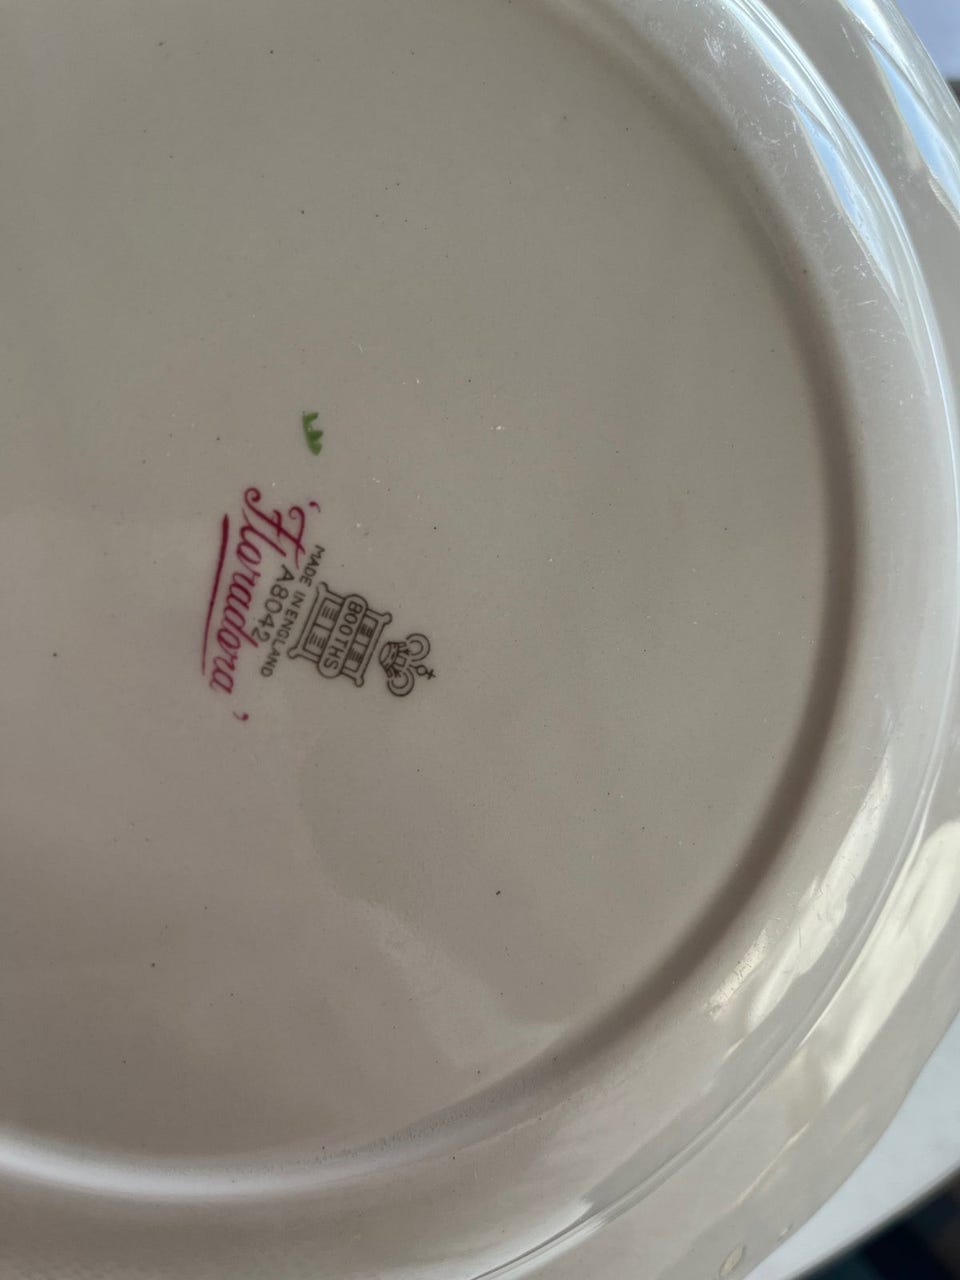 BOOTHS
MADE IN ENGLAND
A8042
'Floradora'